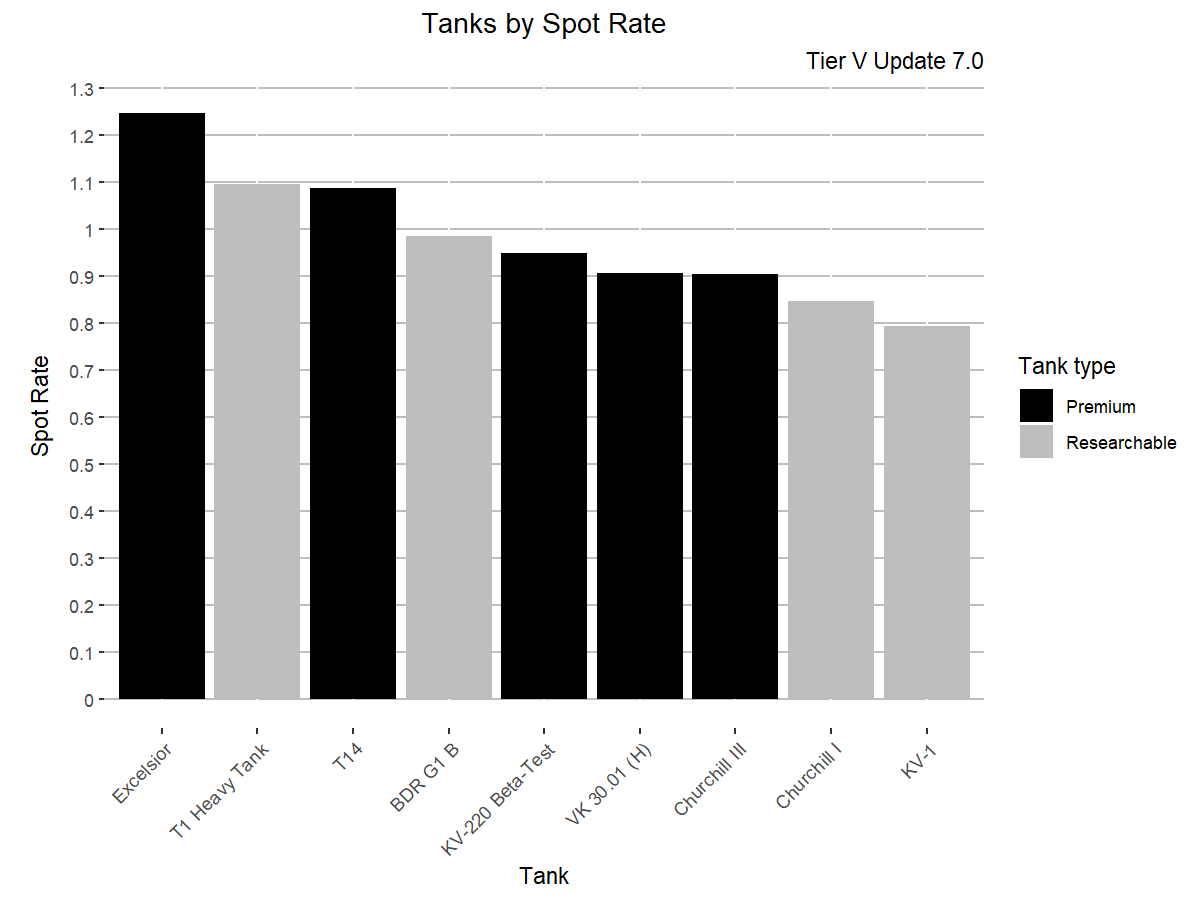 Tanks by Spot Rate
Tier V Update 7.0
Spot Rate
1.3
1.2
1.1
1
0.9
0.8
0.7
0.6
0.5
0.4
0.3
0.2
0.1
0
Excelsior
T1 Heavy Tank
T14
BDR G1 B
KV-220 Beta-Test
VK 30.01 (H)
Churchill III
Churchill I
KV-1
Tank
Tank type
Premium
Researchable